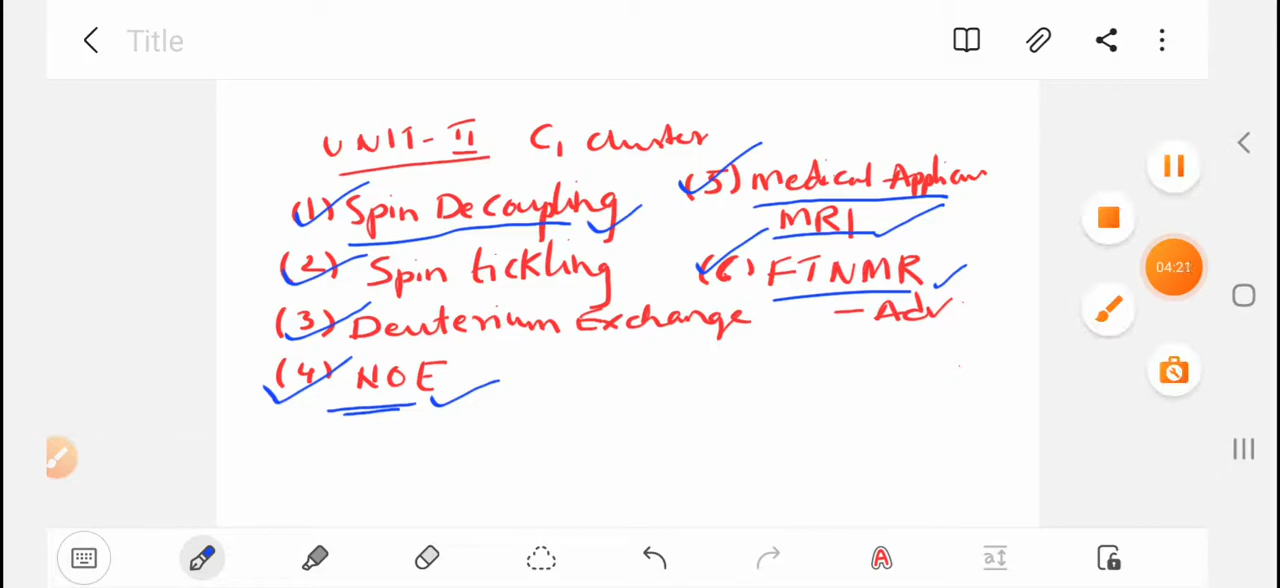 Title
UNIT-II C1 cluster
(1) Spin Decoupling
(2) Spin tickling
(3) Deuterium Exchange
(4) NOE
(5) Medical
MRI
(6) FTNMR
- Adv
04:21
A